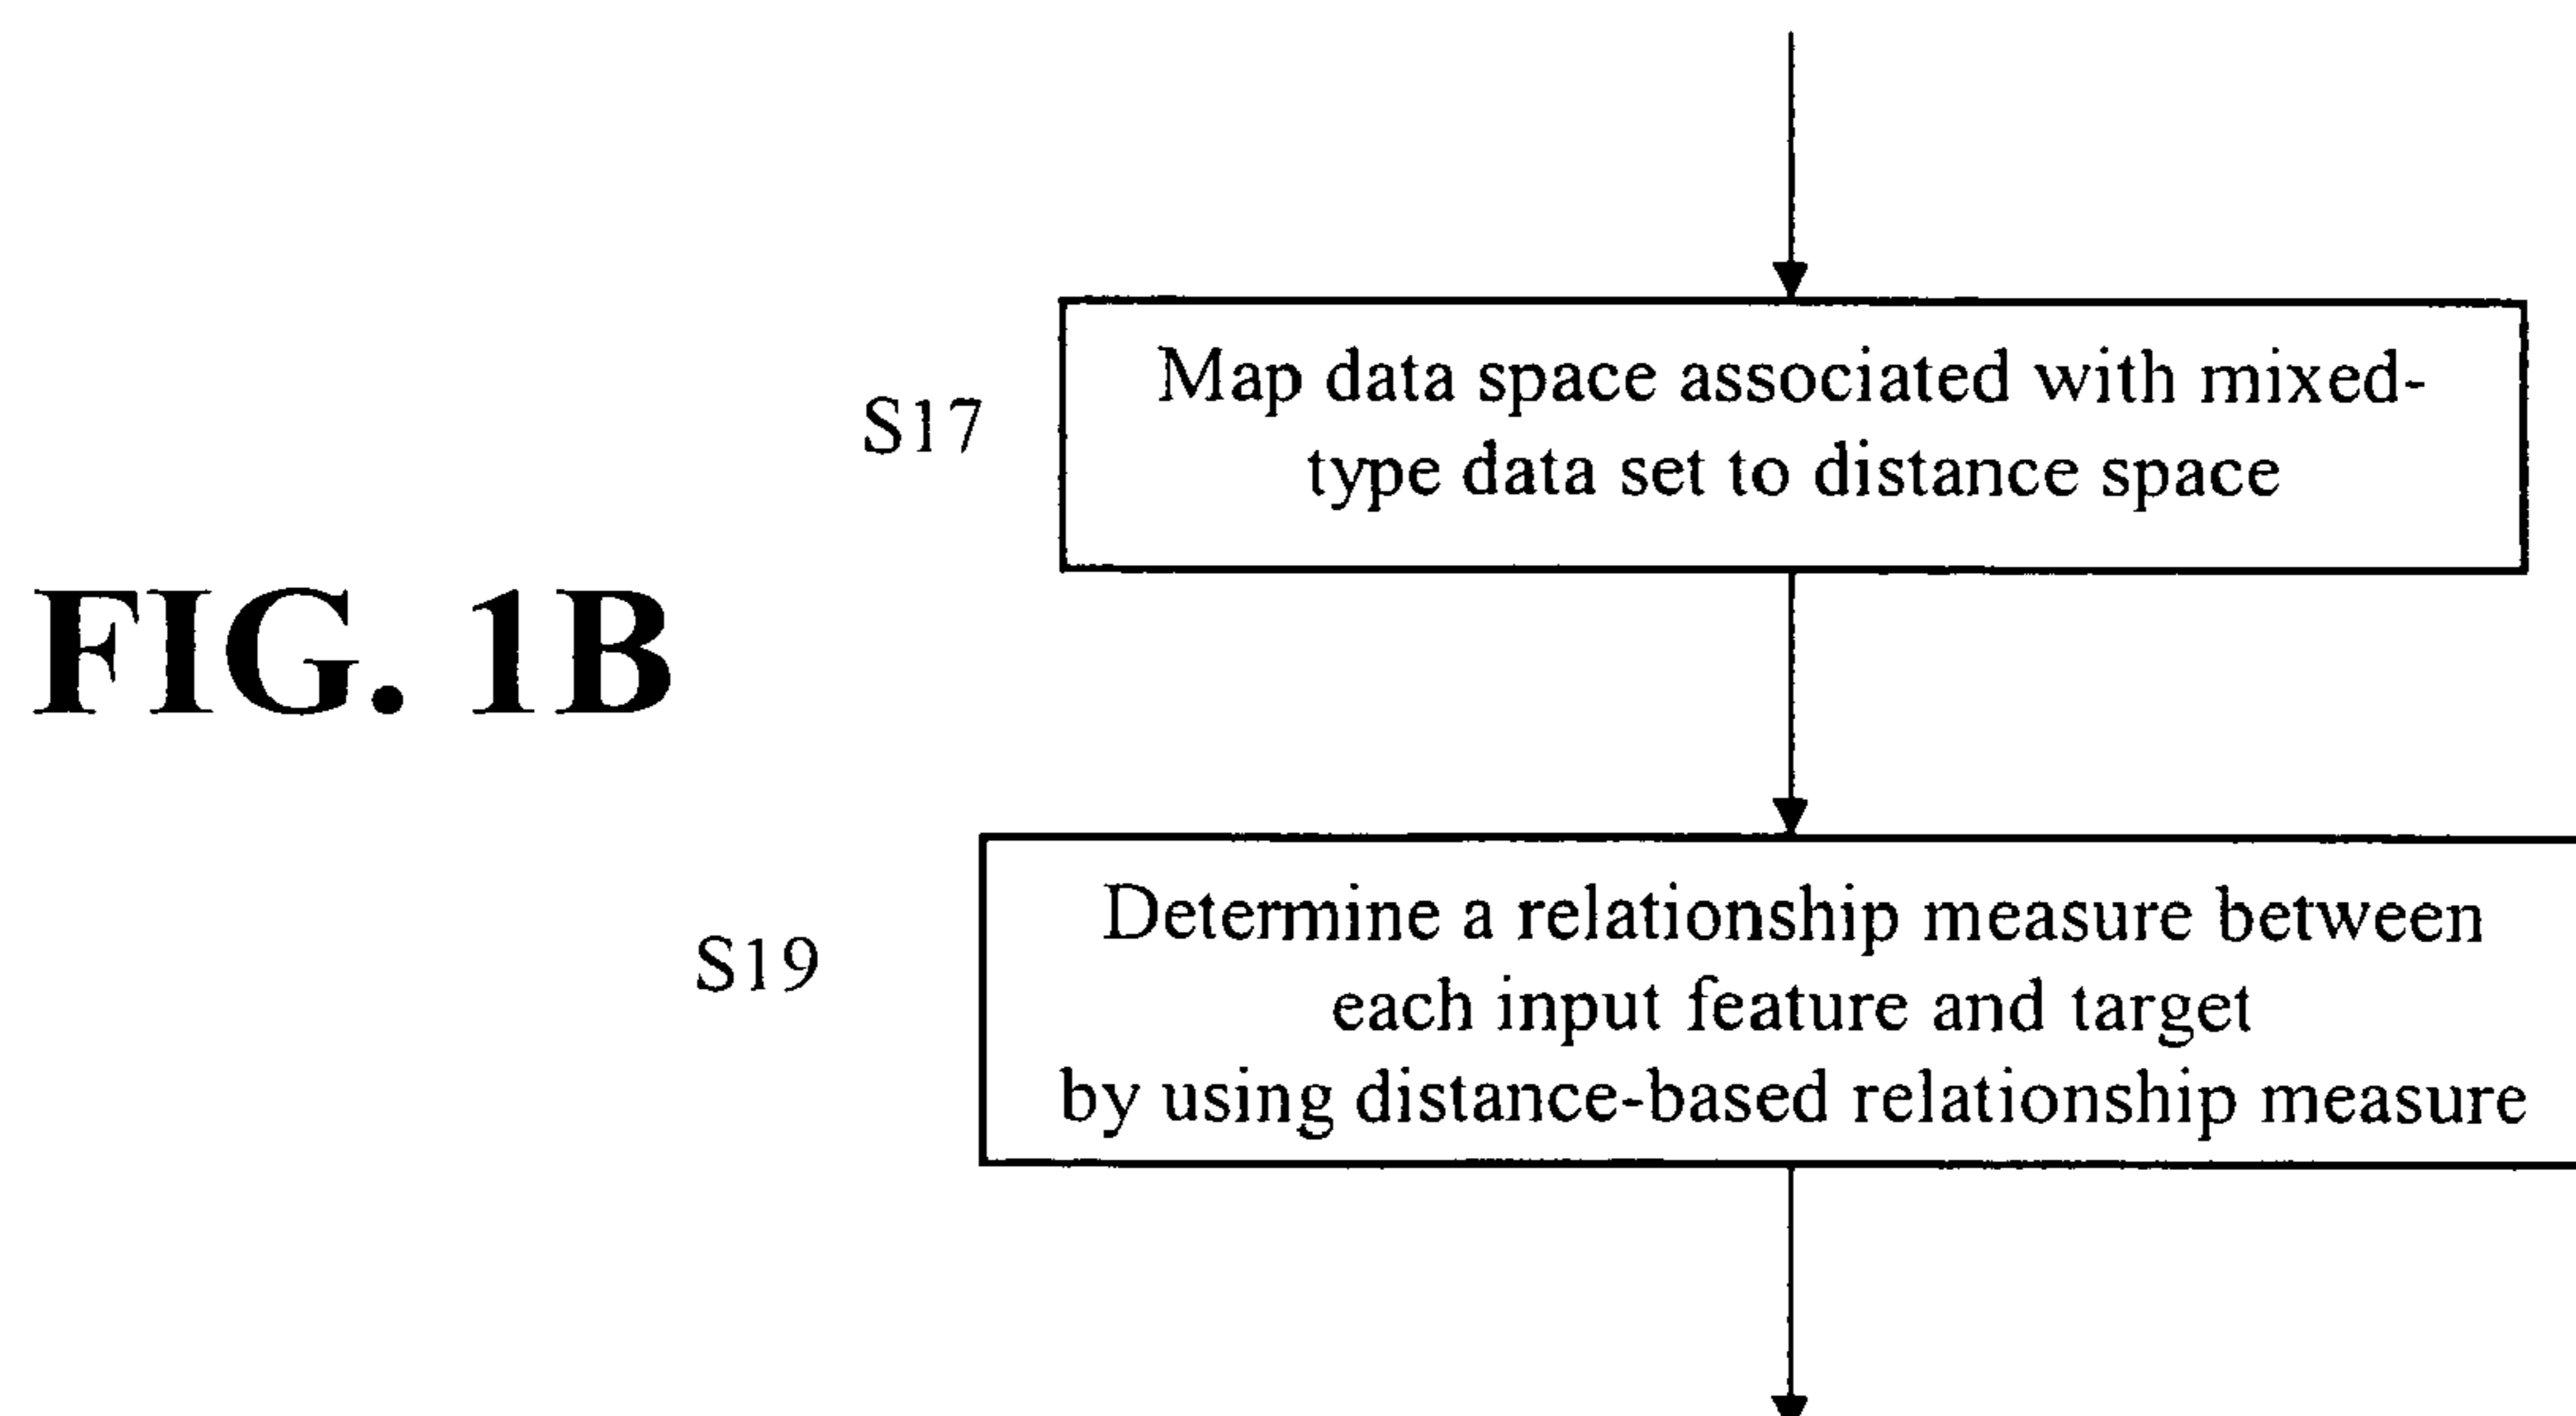 S17
Map data space associated with mixed-
type data set to distance space
FIG. 1B
S19
Determine a relationship measure between
each input feature and target
by using distance-based relationship measure